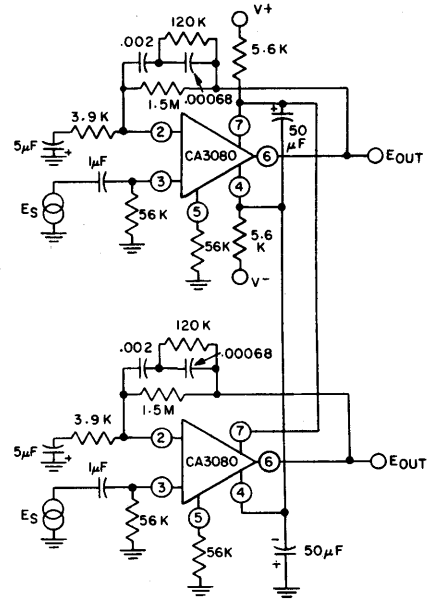 120 K
V+
.002
5.6K
3.9K
1.5M
.00068
5μF
+
2
7
+
50
μF
1μF
CA3080
6
EOUT
3
4
ES
56K
5
56K
5.6
K
V-
120 K
.002
.00068
3.9K
1.5M
5μF
+
2
7
1μF
CA3080
6
EOUT
3
4
ES
56K
5
56K
-
+
50μF